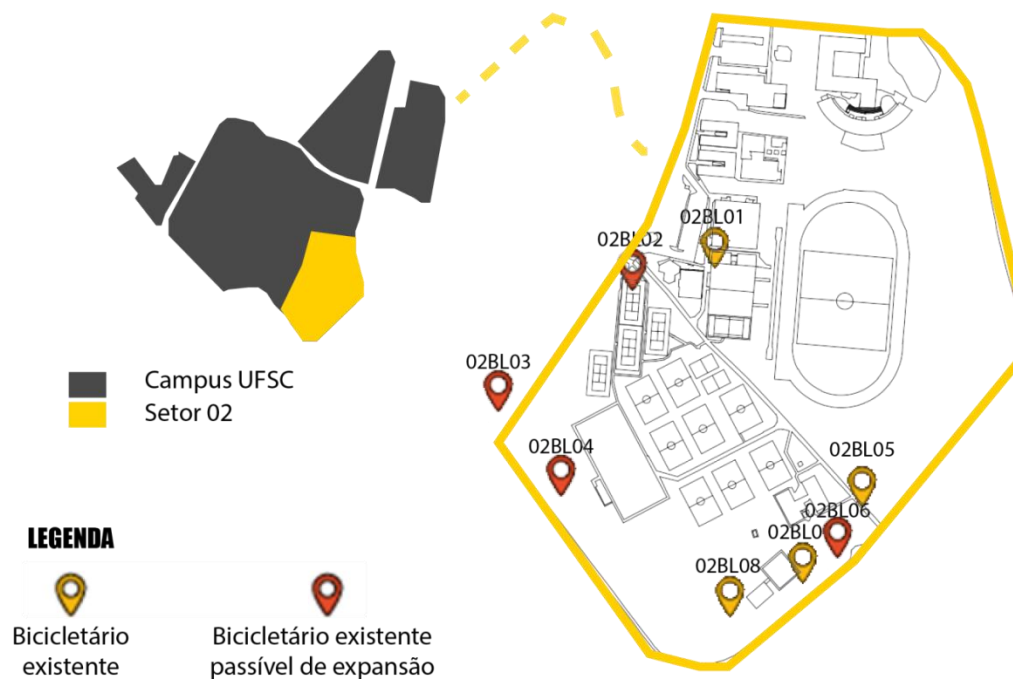 02BL01
02BL02
02BL03
Campus UFSC
Setor 02
02BL04
02BL05
02BL06
02BL0
02BL08
LEGENDA
Bicicletário
existente
Bicicletário existente
passível de expansão